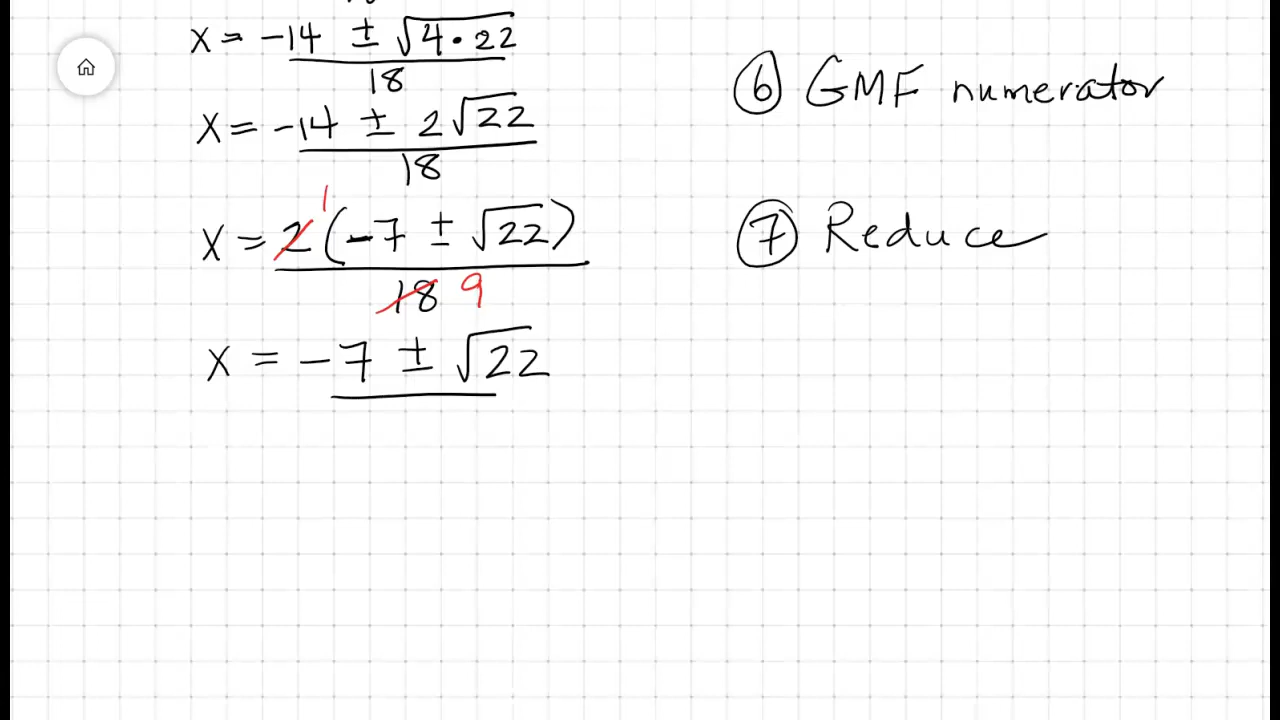 x = -14 ± √4·22
18
x = -14 ± 2√22
18
1
x = 2(-7 ± √22)
18 9
x = -7 ± √22
6 GMF numerator
7 Reduce